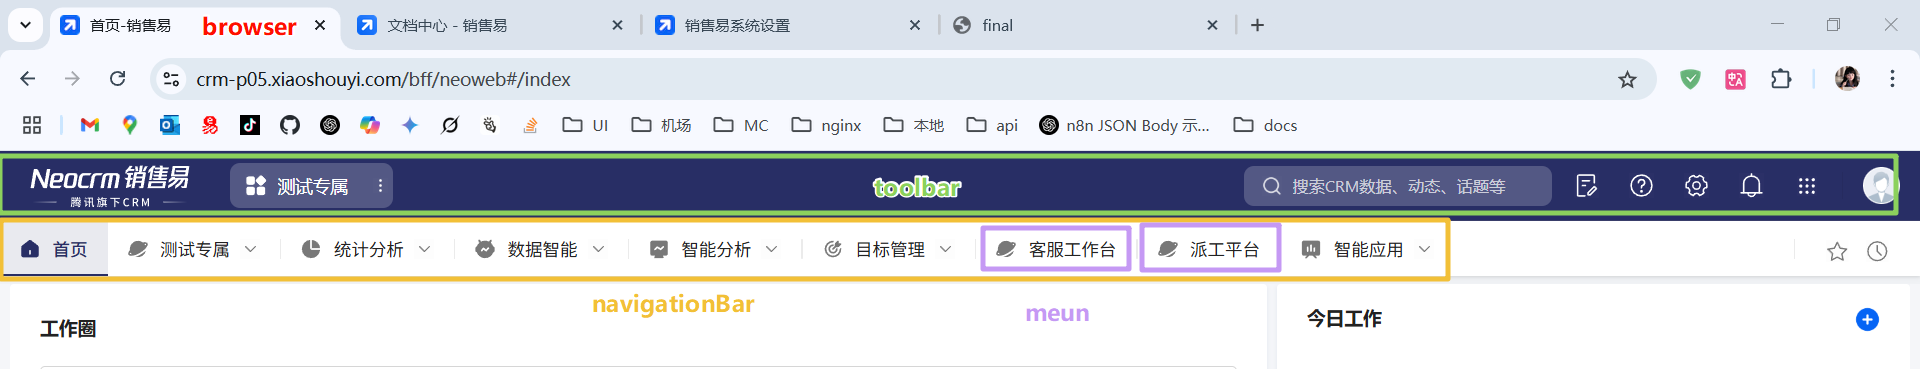 首页-销售易 browser 文档中心 - 销售易 销售易系统设置 final
crm-p05.xiaoshouyi.com/bff/neoweb#/index
UI 机场 MC nginx 本地 api n8n JSON Body 示... docs
Neocrm 销售易 测试专属 toolbar 搜索CRM数据、动态、话题等
腾讯旗下CRM
首页 测试专属 统计分析 数据智能 智能分析 目标管理 客服工作台 派工平台 智能应用
navigationBar meun
工作圈 今日工作